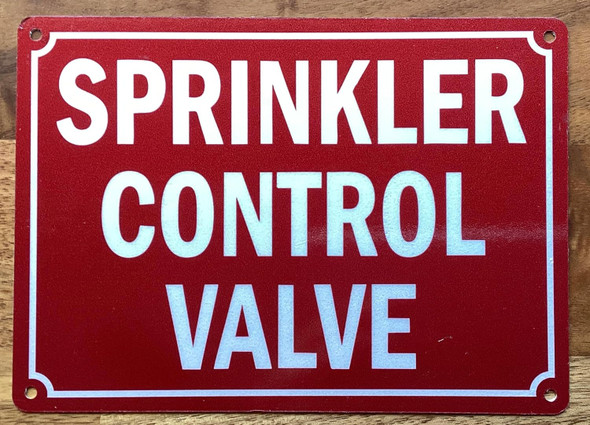 SPRINKLER
CONTROL
VALVE